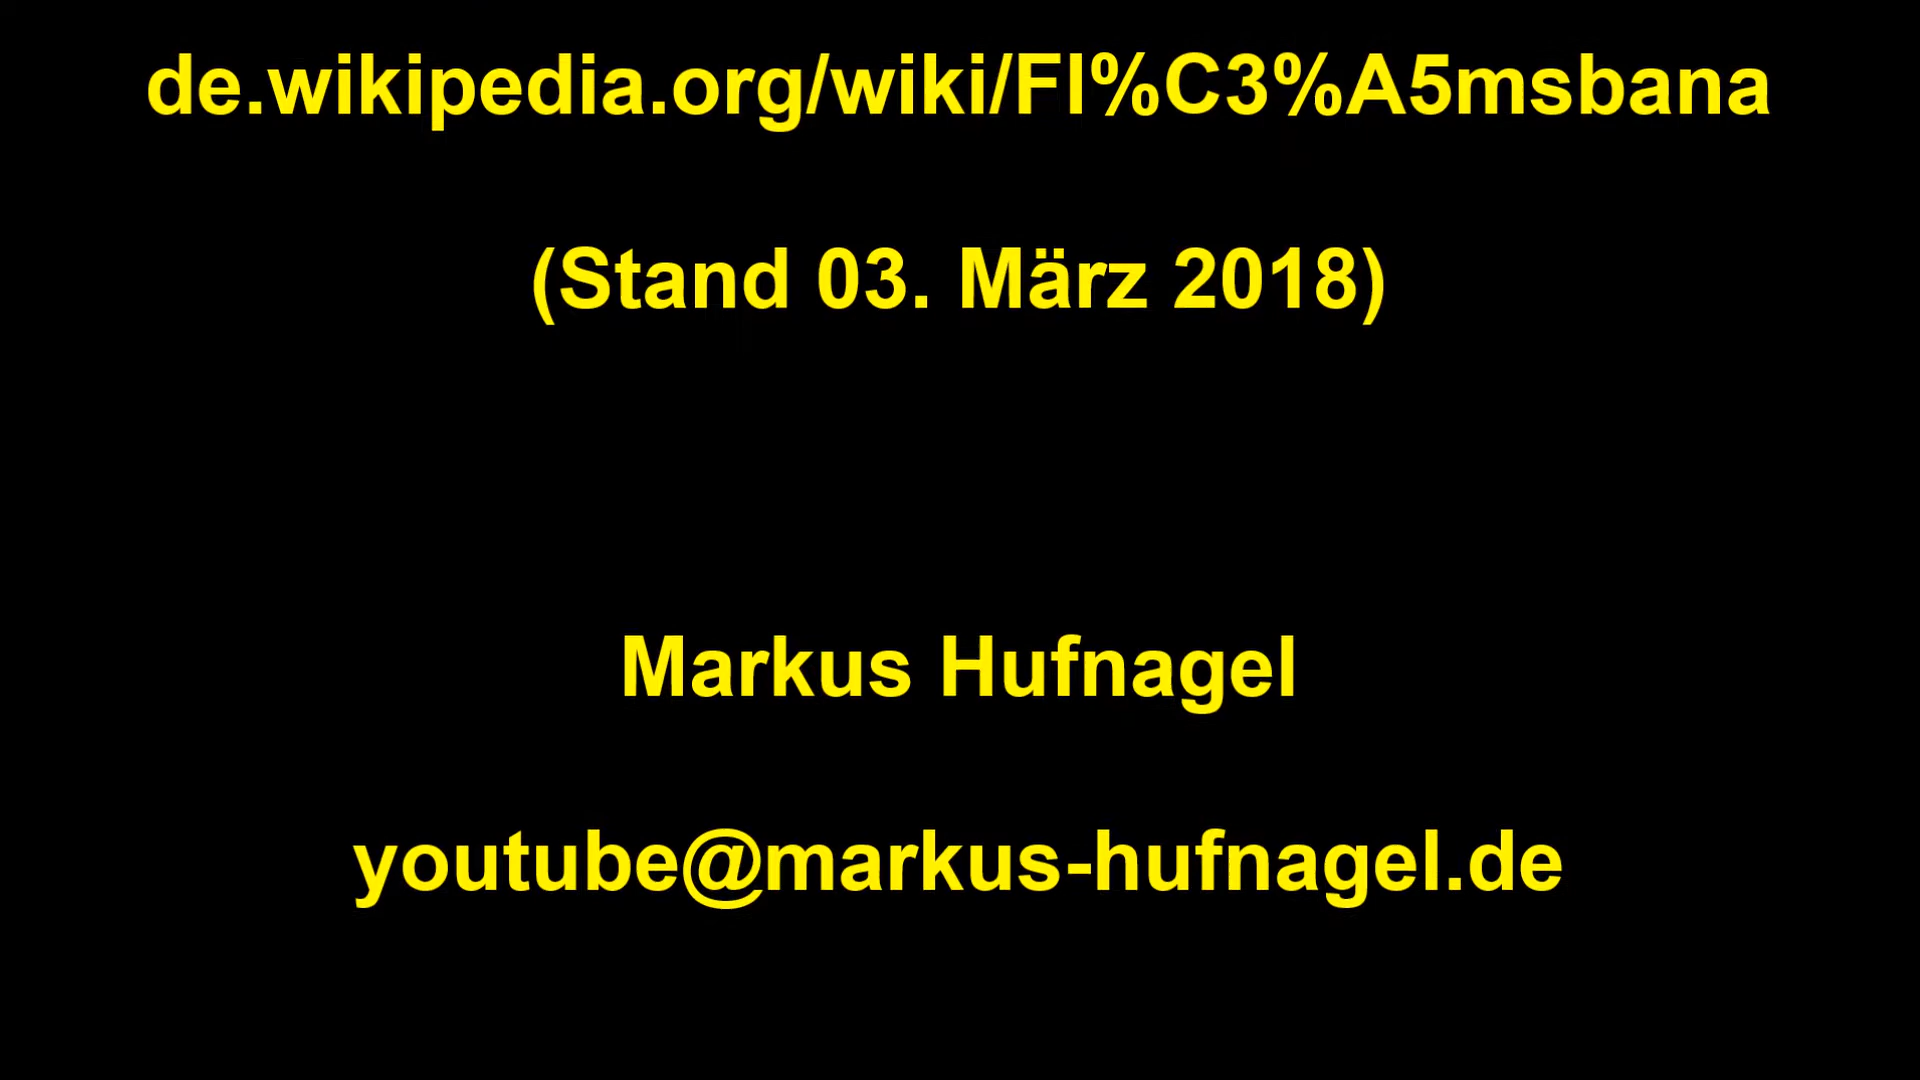 de.wikipedia.org/wiki/Fl%C3%A5msbana
(Stand 03. März 2018)
Markus Hufnagel
youtube@markus-hufnagel.de